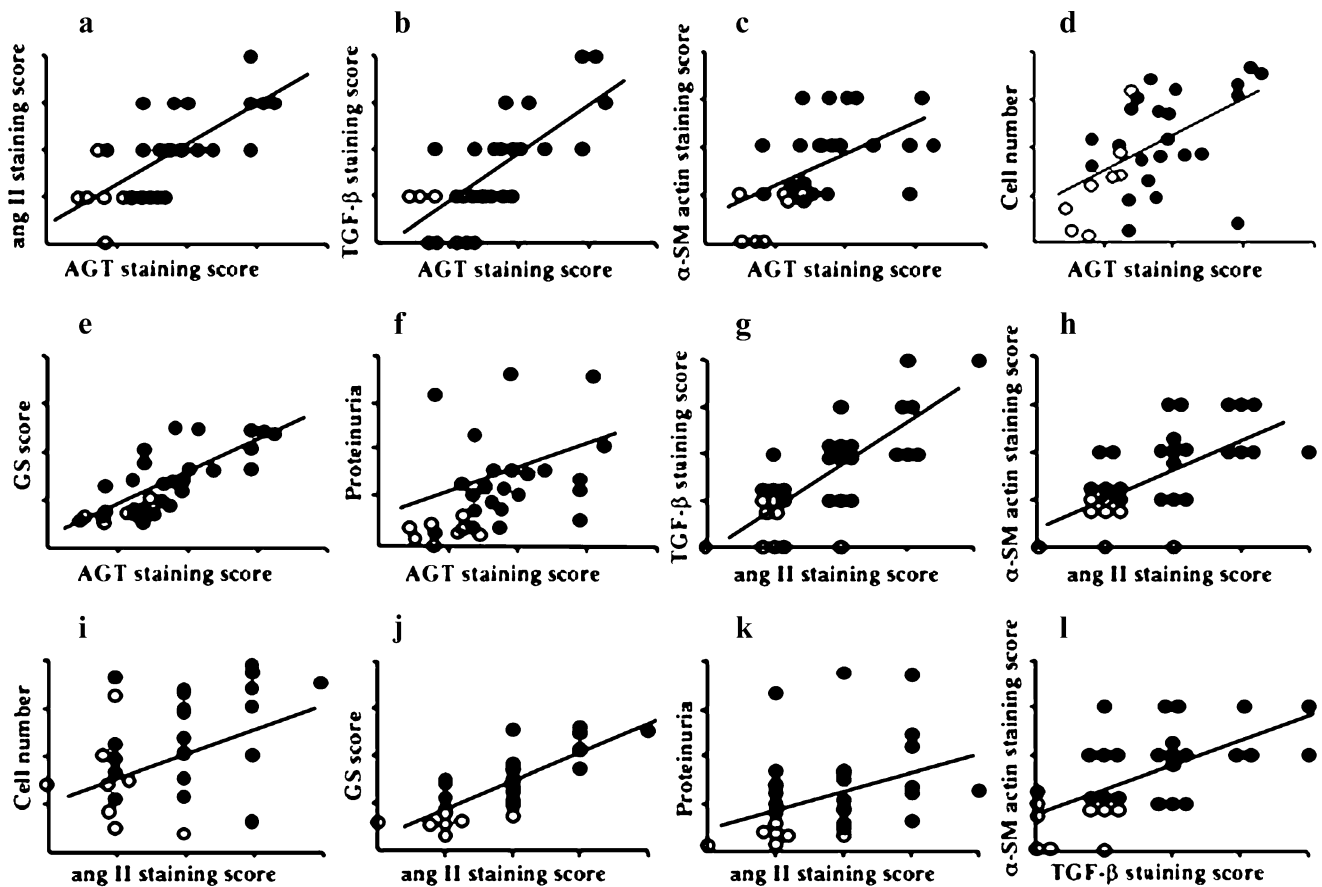 a
b
c
d
ang II staining score
TGF-β staining score
α-SM actin staining score
Cell number
AGT staining score
AGT staining score
AGT staining score
AGT staining score
e
f
g
h
GS score
Proteinuria
TGF-β staining score
α-SM actin staining score
AGT staining score
AGT staining score
ang II staining score
ang II staining score
i
j
k
l
Cell number
GS score
Proteinuria
α-SM actin staining score
ang II staining score
ang II staining score
ang II staining score
TGF-β staining score